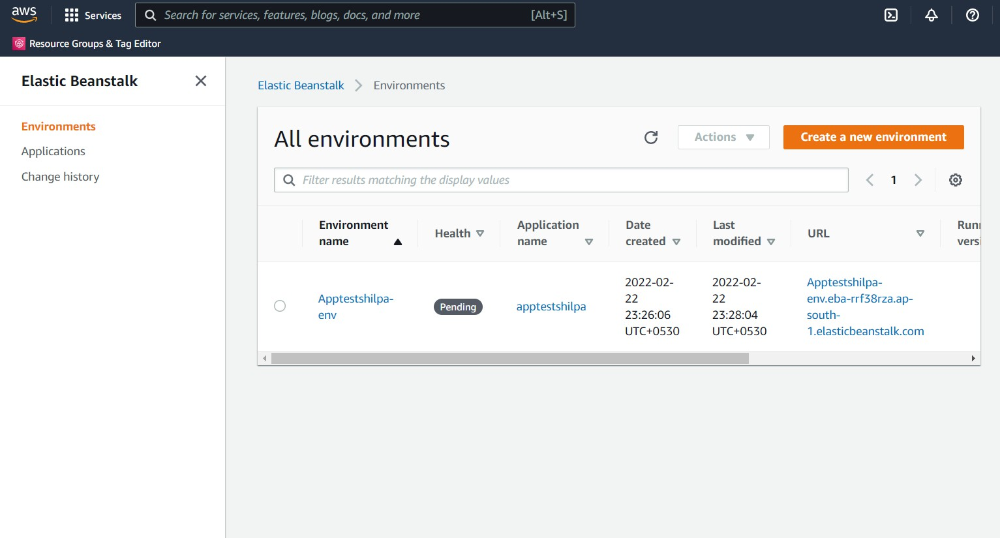 aws
Services
Search for services, features, blogs, docs, and more
[Alt+S]
Resource Groups & Tag Editor
Elastic Beanstalk
Environments
Applications
Change history
Elastic Beanstalk
Environments
All environments
Actions
Create a new environment
Filter results matching the display values
1
Environment
name
Health
Application
name
Date
created
Last
modified
URL
Apptestshilpa-
env
Pending
apptestshilpa
2022-02-
22
23:26:06
UTC+0530
2022-02-
22
23:28:04
UTC+0530
Apptestshilpa-
env.eba-rrf38rza.ap-
south-
1.elasticbeanstalk.com